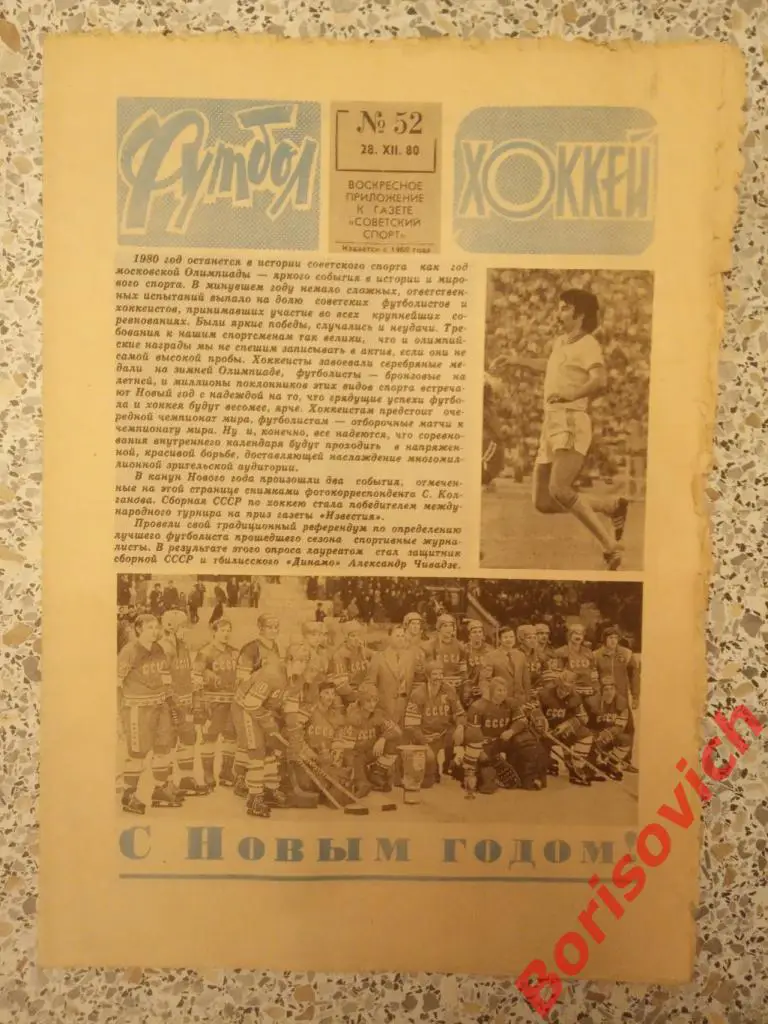 Футбол
№ 52
28. XII. 80
ВОСКРЕСНОЕ
ПРИЛОЖЕНИЕ
К ГАЗЕТЕ
«СОВЕТСКИЙ
СПОРТ»
Издается с 1960 года
ХОККЕЙ
1980 год останется в истории советского спорта как год
московской Олимпиады — яркого события в истории и миро-
вого спорта. В минувшем году немало сложных, ответствен-
ных испытаний выпало на долю советских футболистов и
хоккеистов, принимавших участие во всех крупнейших со-
ревнованиях. Были яркие победы, случались и неудачи. Тре-
бования к нашим спортсменам так велики, что и олимпий-
ские награды мы не спешим записывать в актив, если они не
самой высокой пробы. Хоккеисты завоевали серебряные ме-
дали на зимней Олимпиаде, футболисты — бронзовые на
летней, и миллионы поклонников этих видов спорта встреча-
ют Новый год с надеждой на то, что грядущие успехи футбо-
ла и хоккея будут весомее, ярче. Хоккеистам предстоит оче-
редной чемпионат мира, футболистам — отборочные матчи к
чемпионату мира. Ну и, конечно, все надеются, что соревно-
вания внутреннего календаря будут проходить в напряжен-
ной, красивой борьбе, доставляющей наслаждение многомил-
лионной зрительской аудитории.
В канун Нового года произошли два события, отмечен-
ные на этой странице снимками фотокорреспондента С. Кол-
ганова. Сборная СССР по хоккею стала победителем между-
народного турнира на приз газеты «Известия».
Провели свой традиционный референдум по определению
лучшего футболиста прошедшего сезона спортивные журна-
листы. В результате этого опроса лауреатом стал защитник
сборной СССР и тбилисского «Динамо» Александр Чивадзе.
С Новым годом!
Borisovich